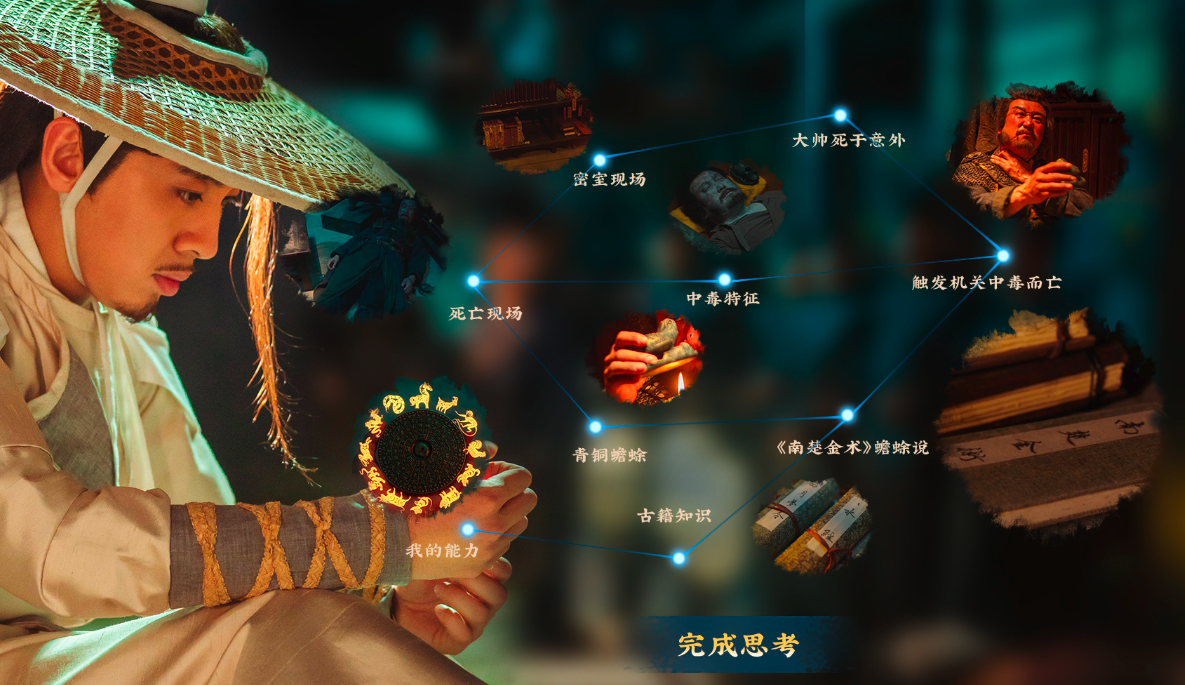 大帅死于意外
密室现场
触发机关中毒而亡
中毒特征
死亡现场
《南楚金术》蟾蜍说
青铜蟾蜍
古籍知识
我的能力
完成思考